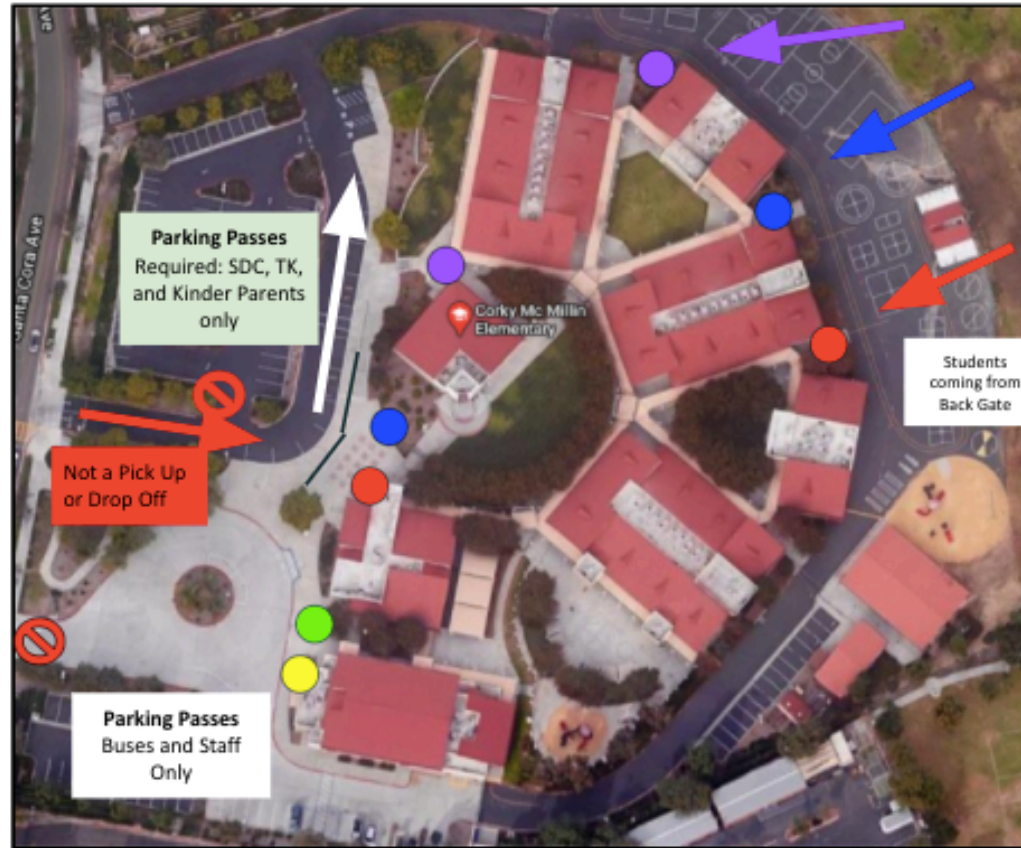 Ave
Santa Cora Ave
Parking Passes
Required: SDC, TK,
and Kinder Parents
only
Corky Mc Millin
Elementary
Students
coming from
Back Gate
Not a Pick Up
or Drop Off
Parking Passes
Buses and Staff
Only